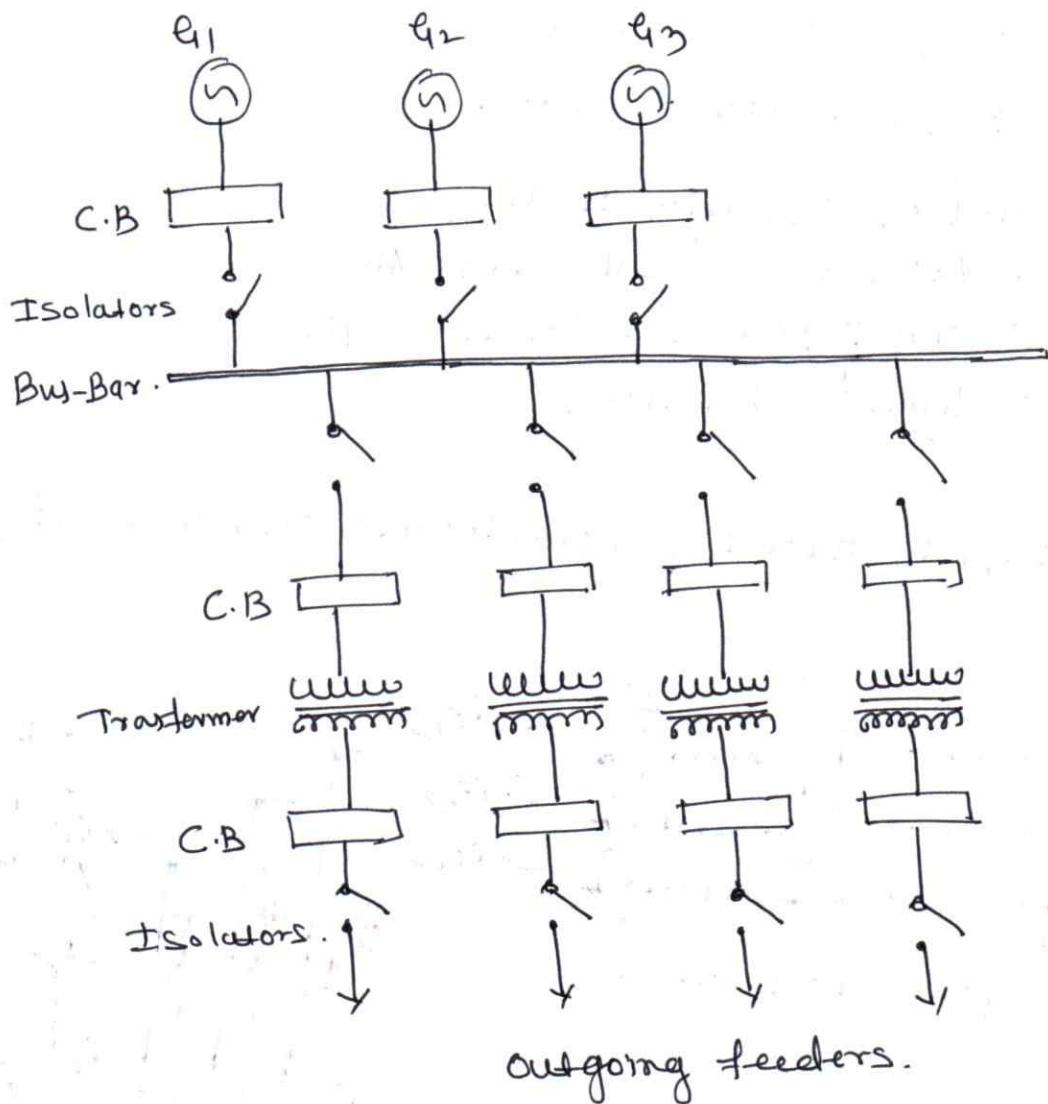 G1 G2 G3
C.B
Isolators
Bus-Bar.
C.B
Trasformer
C.B
Isolators.
outgoing feeders.